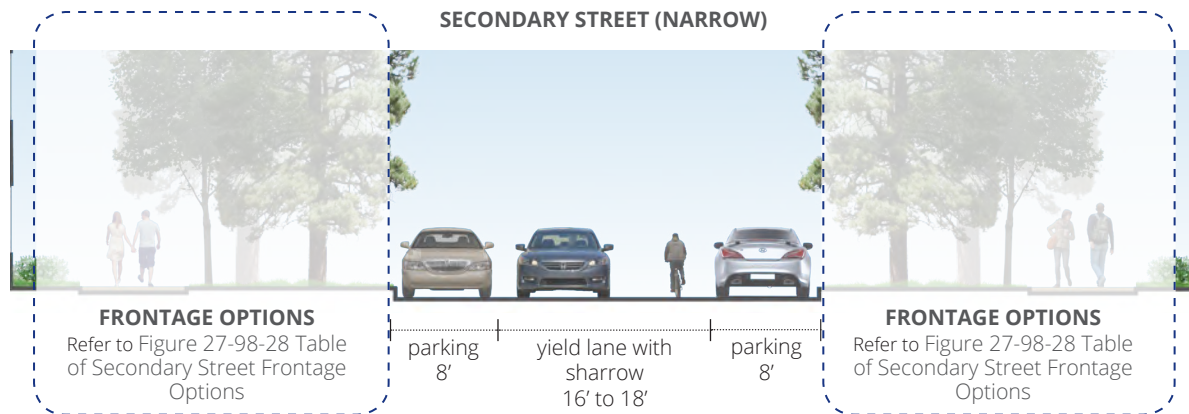 SECONDARY STREET (NARROW)
FRONTAGE OPTIONS
Refer to Figure 27-98-28 Table
of Secondary Street Frontage
Options
parking
8’
yield lane with
sharrow
16’ to 18’
parking
8’
FRONTAGE OPTIONS
Refer to Figure 27-98-28 Table
of Secondary Street Frontage
Options